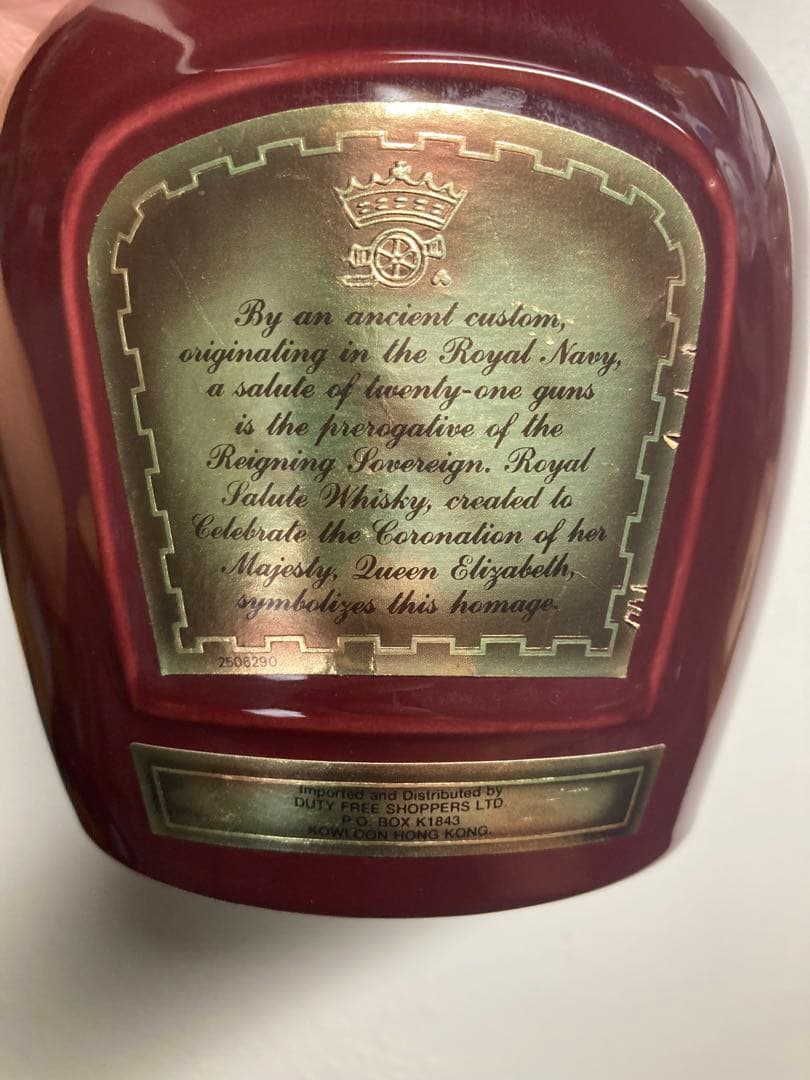 By an ancient custom,
originating in the Royal Navy,
a salute of twenty-one guns
is the prerogative of the
Reigning Sovereign. Royal
Salute Whisky, created to
Celebrate the Coronation of her
Majesty, Queen Elizabeth,
symbolizes this homage.
2506290
Imported and Distributed by
DUTY FREE SHOPPERS LTD.
P.O. BOX K1843
KOWLOON HONG KONG.